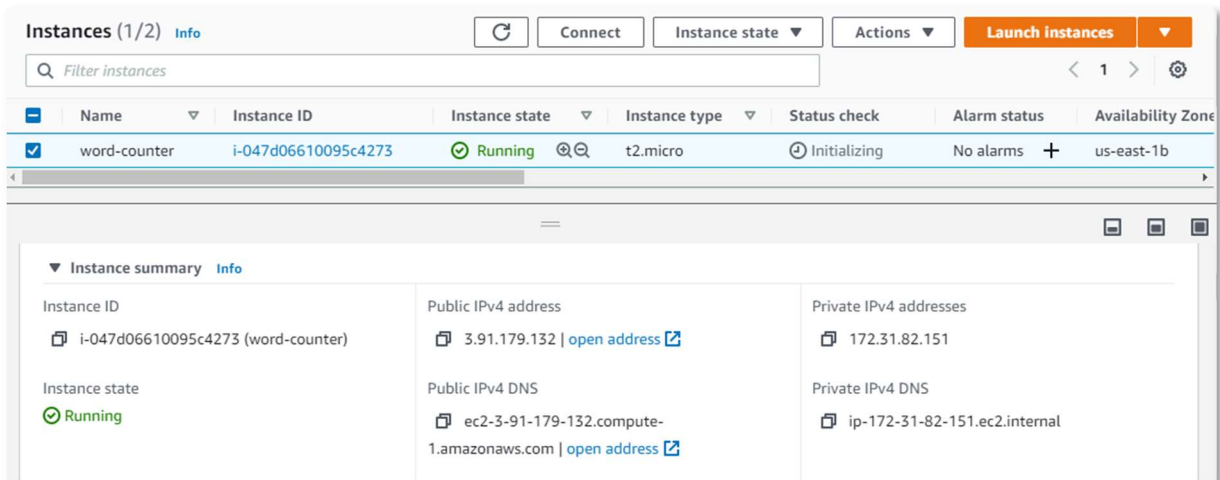 Instances (1/2) Info Connect Instance state ▼ Actions ▼ Launch instances ▼
Filter instances < 1 >
Name Instance ID Instance state Instance type Status check Alarm status Availability Zone
word-counter i-047d06610095c4273 Running t2.micro Initializing No alarms + us-east-1b
▼ Instance summary Info
Instance ID Public IPv4 address Private IPv4 addresses
i-047d06610095c4273 (word-counter) 3.91.179.132 | open address 172.31.82.151
Instance state Public IPv4 DNS Private IPv4 DNS
Running ec2-3-91-179-132.compute- ip-172-31-82-151.ec2.internal
1.amazonaws.com | open address